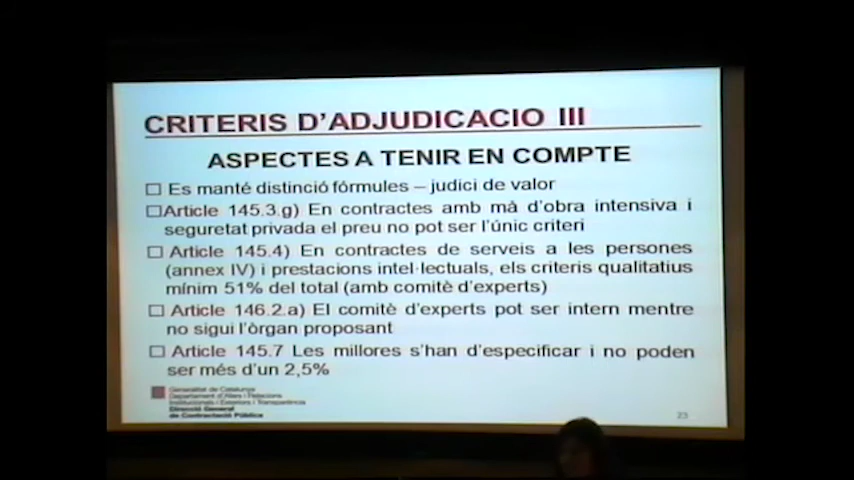 CRITERIS D'ADJUDICACIO III
ASPECTES A TENIR EN COMPTE
Es manté distinció fórmules – judici de valor
Article 145.3.g) En contractes amb mà d'obra intensiva i
seguretat privada el preu no pot ser l'únic criteri
Article 145.4) En contractes de serveis a les persones
(annex IV) i prestacions intel·lectuals, els criteris qualitatius
mínim 51% del total (amb comitè d'experts)
Article 146.2.a) El comitè d'experts pot ser intern mentre
no sigui l'òrgan proposant
Article 145.7 Les millores s'han d'especificar i no poden
ser més d'un 2,5%
Generalitat de Catalunya
Departament d'Afers i Relacions
Institucionals i Exteriors i Transparència
Direcció General
de Contractació Pública
23